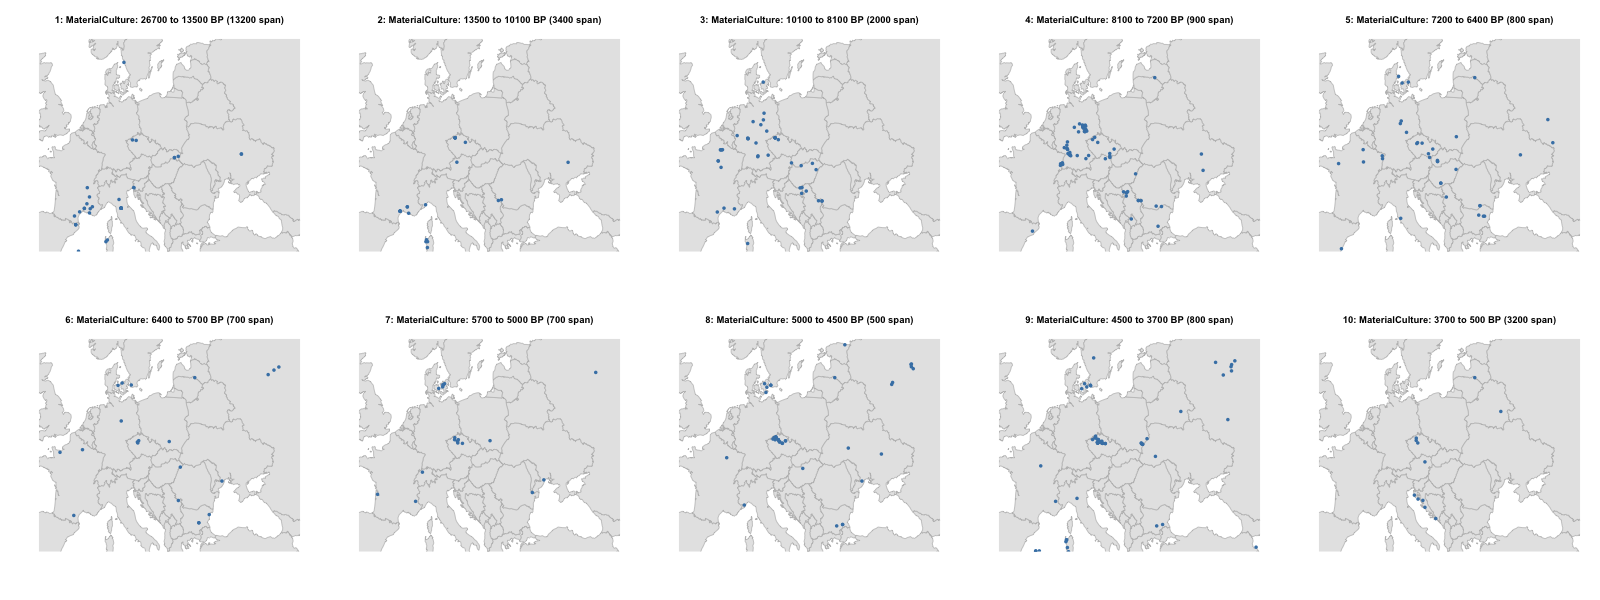 1: MaterialCulture: 26700 to 13500 BP (13200 span)
2: MaterialCulture: 13500 to 10100 BP (3400 span)
3: MaterialCulture: 10100 to 8100 BP (2000 span)
4: MaterialCulture: 8100 to 7200 BP (900 span)
5: MaterialCulture: 7200 to 6400 BP (800 span)
6: MaterialCulture: 6400 to 5700 BP (700 span)
7: MaterialCulture: 5700 to 5000 BP (700 span)
8: MaterialCulture: 5000 to 4500 BP (500 span)
9: MaterialCulture: 4500 to 3700 BP (800 span)
10: MaterialCulture: 3700 to 500 BP (3200 span)